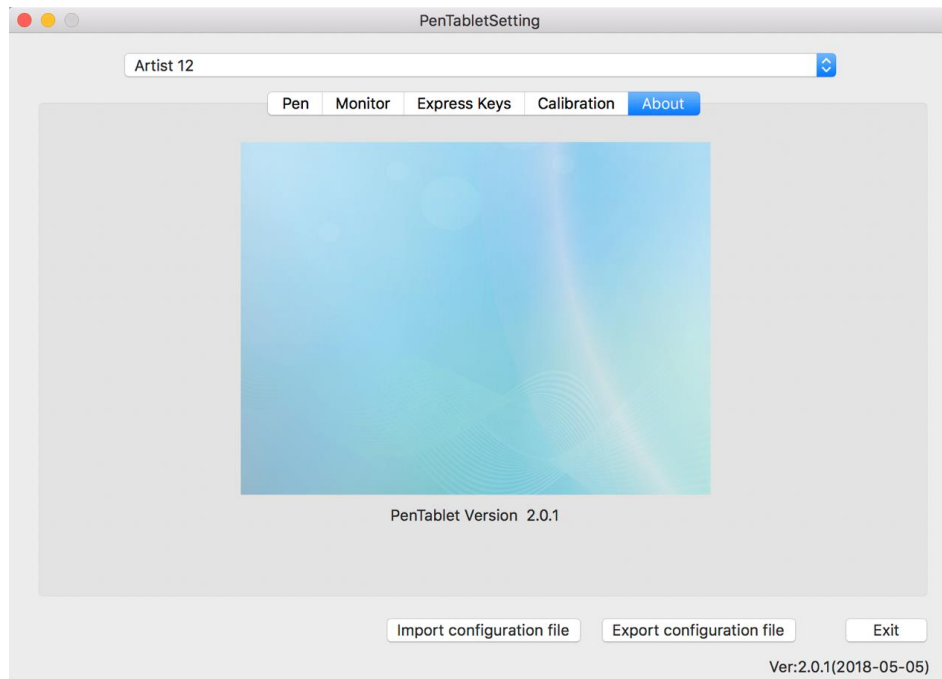 PenTabletSetting
Artist 12
Pen Monitor Express Keys Calibration About
PenTablet Version 2.0.1
Import configuration file Export configuration file Exit
Ver:2.0.1(2018-05-05)